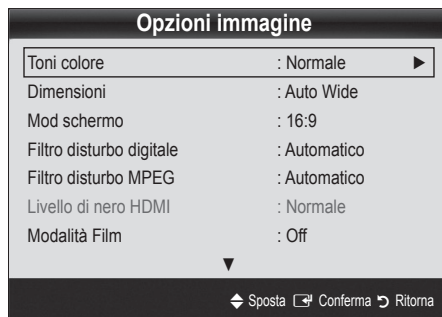 Opzioni immagine
Toni colore : Normale ►
Dimensioni : Auto Wide
Mod schermo : 16:9
Filtro disturbo digitale : Automatico
Filtro disturbo MPEG : Automatico
Livello di nero HDMI : Normale
Modalità Film : Off
▼
Sposta Conferma Ritorna